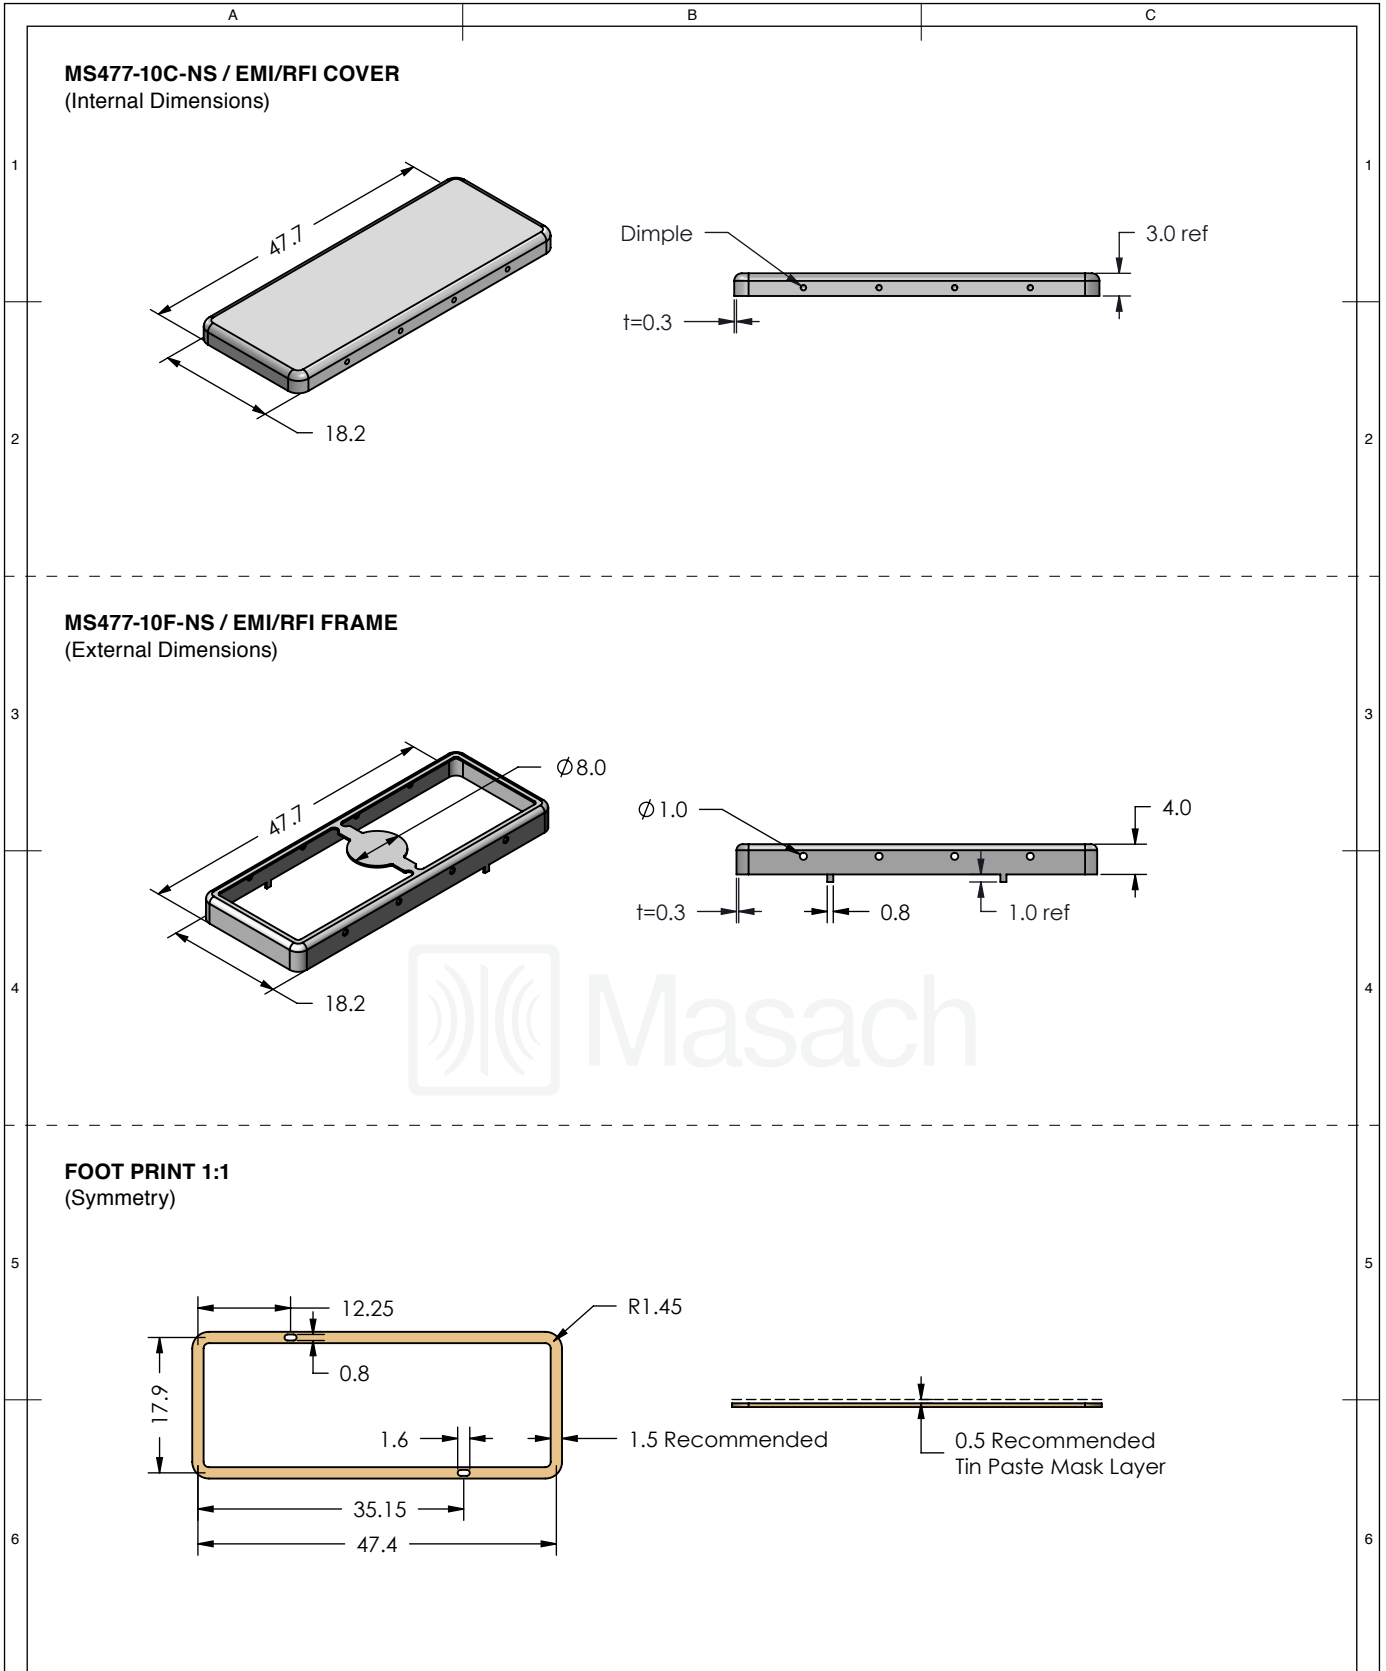 A B C
MS477-10C-NS / EMI/RFI COVER
(Internal Dimensions)
1 1
47.7
18.2
Dimple
3.0 ref
t=0.3
2 2
MS477-10F-NS / EMI/RFI FRAME
(External Dimensions)
3 3
47.7
Ø8.0
18.2
Ø1.0
4.0
t=0.3
0.8
1.0 ref
4 4
Masach
FOOT PRINT 1:1
(Symmetry)
5 5
12.25
R1.45
0.8
17.9
1.6
1.5 Recommended
0.5 Recommended
Tin Paste Mask Layer
35.15
47.4
6 6